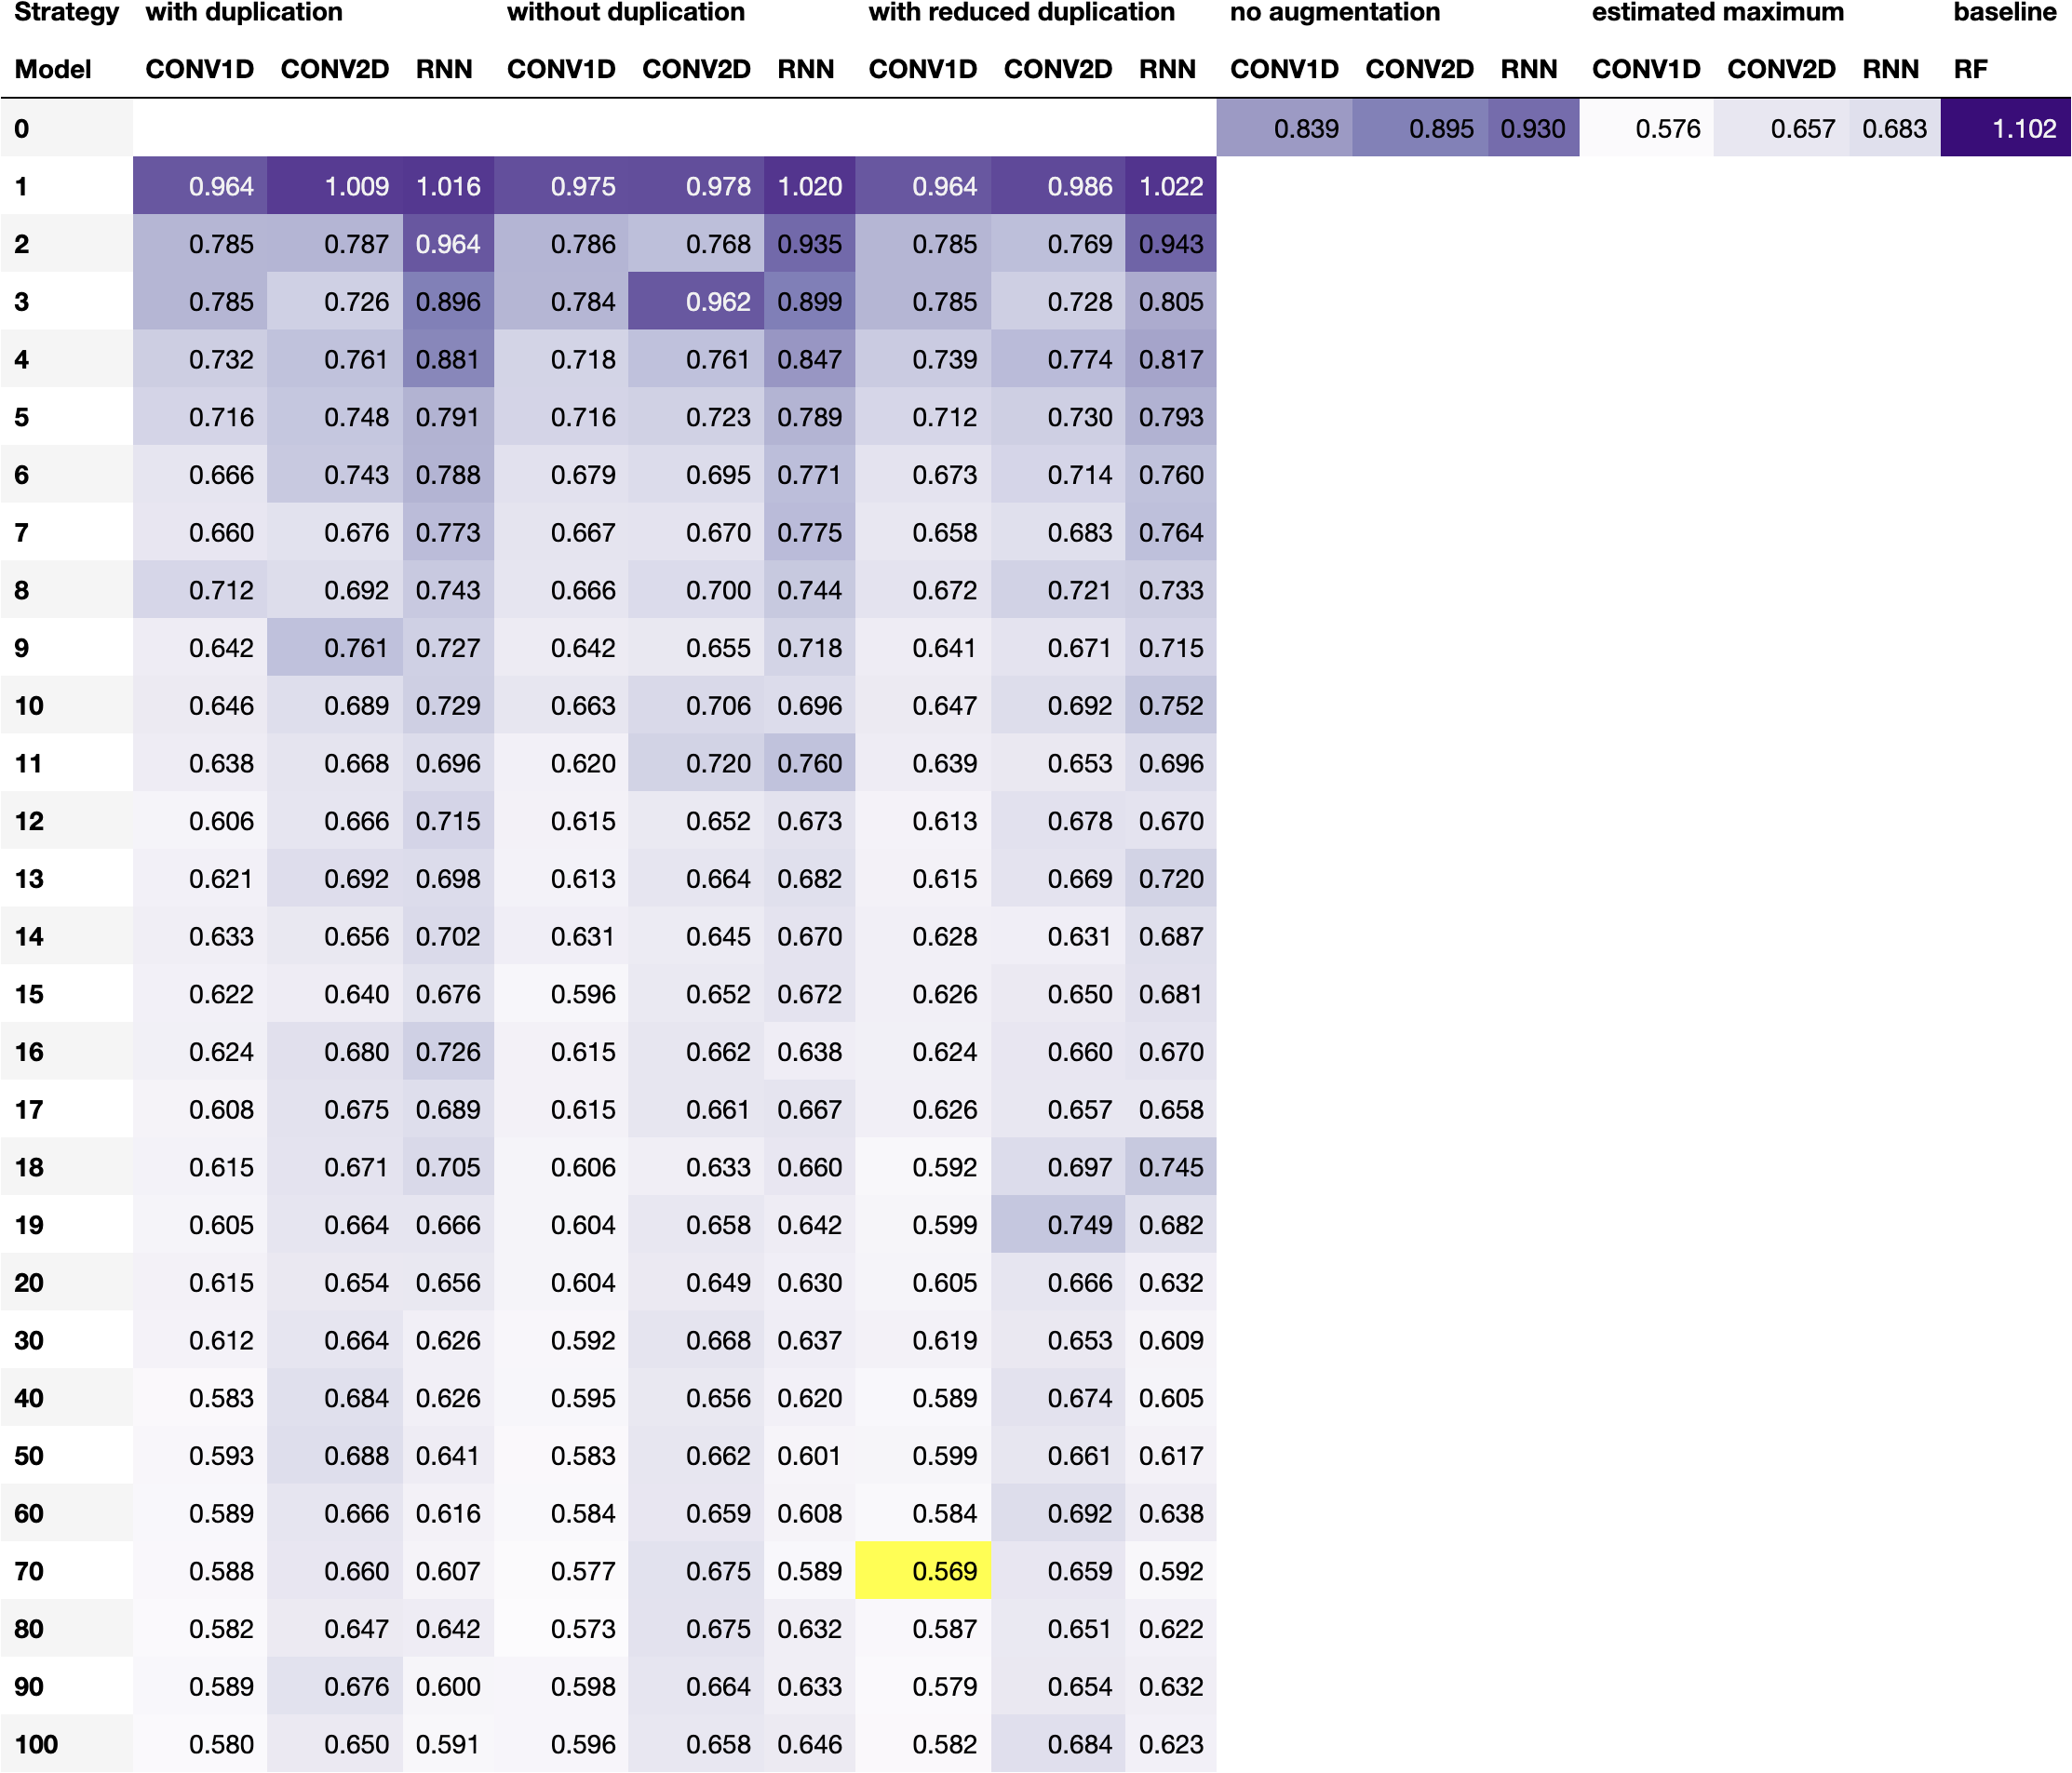 Strategy with duplication without duplication with reduced duplication no augmentation estimated maximum baseline
Model CONV1D CONV2D RNN CONV1D CONV2D RNN CONV1D CONV2D RNN CONV1D CONV2D RNN CONV1D CONV2D RNN RF
0 0.839 0.895 0.930 0.576 0.657 0.683 1.102
1 0.964 1.009 1.016 0.975 0.978 1.020 0.964 0.986 1.022
2 0.785 0.787 0.964 0.786 0.768 0.935 0.785 0.769 0.943
3 0.785 0.726 0.896 0.784 0.962 0.899 0.785 0.728 0.805
4 0.732 0.761 0.881 0.718 0.761 0.847 0.739 0.774 0.817
5 0.716 0.748 0.791 0.716 0.723 0.789 0.712 0.730 0.793
6 0.666 0.743 0.788 0.679 0.695 0.771 0.673 0.714 0.760
7 0.660 0.676 0.773 0.667 0.670 0.775 0.658 0.683 0.764
8 0.712 0.692 0.743 0.666 0.700 0.744 0.672 0.721 0.733
9 0.642 0.761 0.727 0.642 0.655 0.718 0.641 0.671 0.715
10 0.646 0.689 0.729 0.663 0.706 0.696 0.647 0.692 0.752
11 0.638 0.668 0.696 0.620 0.720 0.760 0.639 0.653 0.696
12 0.606 0.666 0.715 0.615 0.652 0.673 0.613 0.678 0.670
13 0.621 0.692 0.698 0.613 0.664 0.682 0.615 0.669 0.720
14 0.633 0.656 0.702 0.631 0.645 0.670 0.628 0.631 0.687
15 0.622 0.640 0.676 0.596 0.652 0.672 0.626 0.650 0.681
16 0.624 0.680 0.726 0.615 0.662 0.638 0.624 0.660 0.670
17 0.608 0.675 0.689 0.615 0.661 0.667 0.626 0.657 0.658
18 0.615 0.671 0.705 0.606 0.633 0.660 0.592 0.697 0.745
19 0.605 0.664 0.666 0.604 0.658 0.642 0.599 0.749 0.682
20 0.615 0.654 0.656 0.604 0.649 0.630 0.605 0.666 0.632
30 0.612 0.664 0.626 0.592 0.668 0.637 0.619 0.653 0.609
40 0.583 0.684 0.626 0.595 0.656 0.620 0.589 0.674 0.605
50 0.593 0.688 0.641 0.583 0.662 0.601 0.599 0.661 0.617
60 0.589 0.666 0.616 0.584 0.659 0.608 0.584 0.692 0.638
70 0.588 0.660 0.607 0.577 0.675 0.589 0.569 0.659 0.592
80 0.582 0.647 0.642 0.573 0.675 0.632 0.587 0.651 0.622
90 0.589 0.676 0.600 0.598 0.664 0.633 0.579 0.654 0.632
100 0.580 0.650 0.591 0.596 0.658 0.646 0.582 0.684 0.623